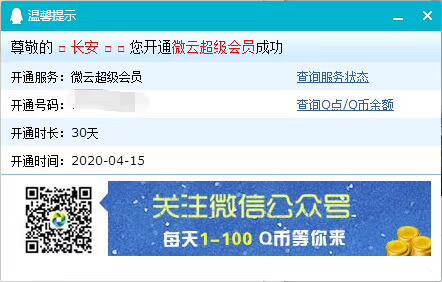 温馨提示
尊敬的 □ 长安 □ □ 您开通微云超级会员成功
开通服务：微云超级会员 查询服务状态
开通号码： 查询Q点/Q币余额
开通时长：30天
开通时间：2020-04-15
关注微信公众号
每天1-100 Q币等你来